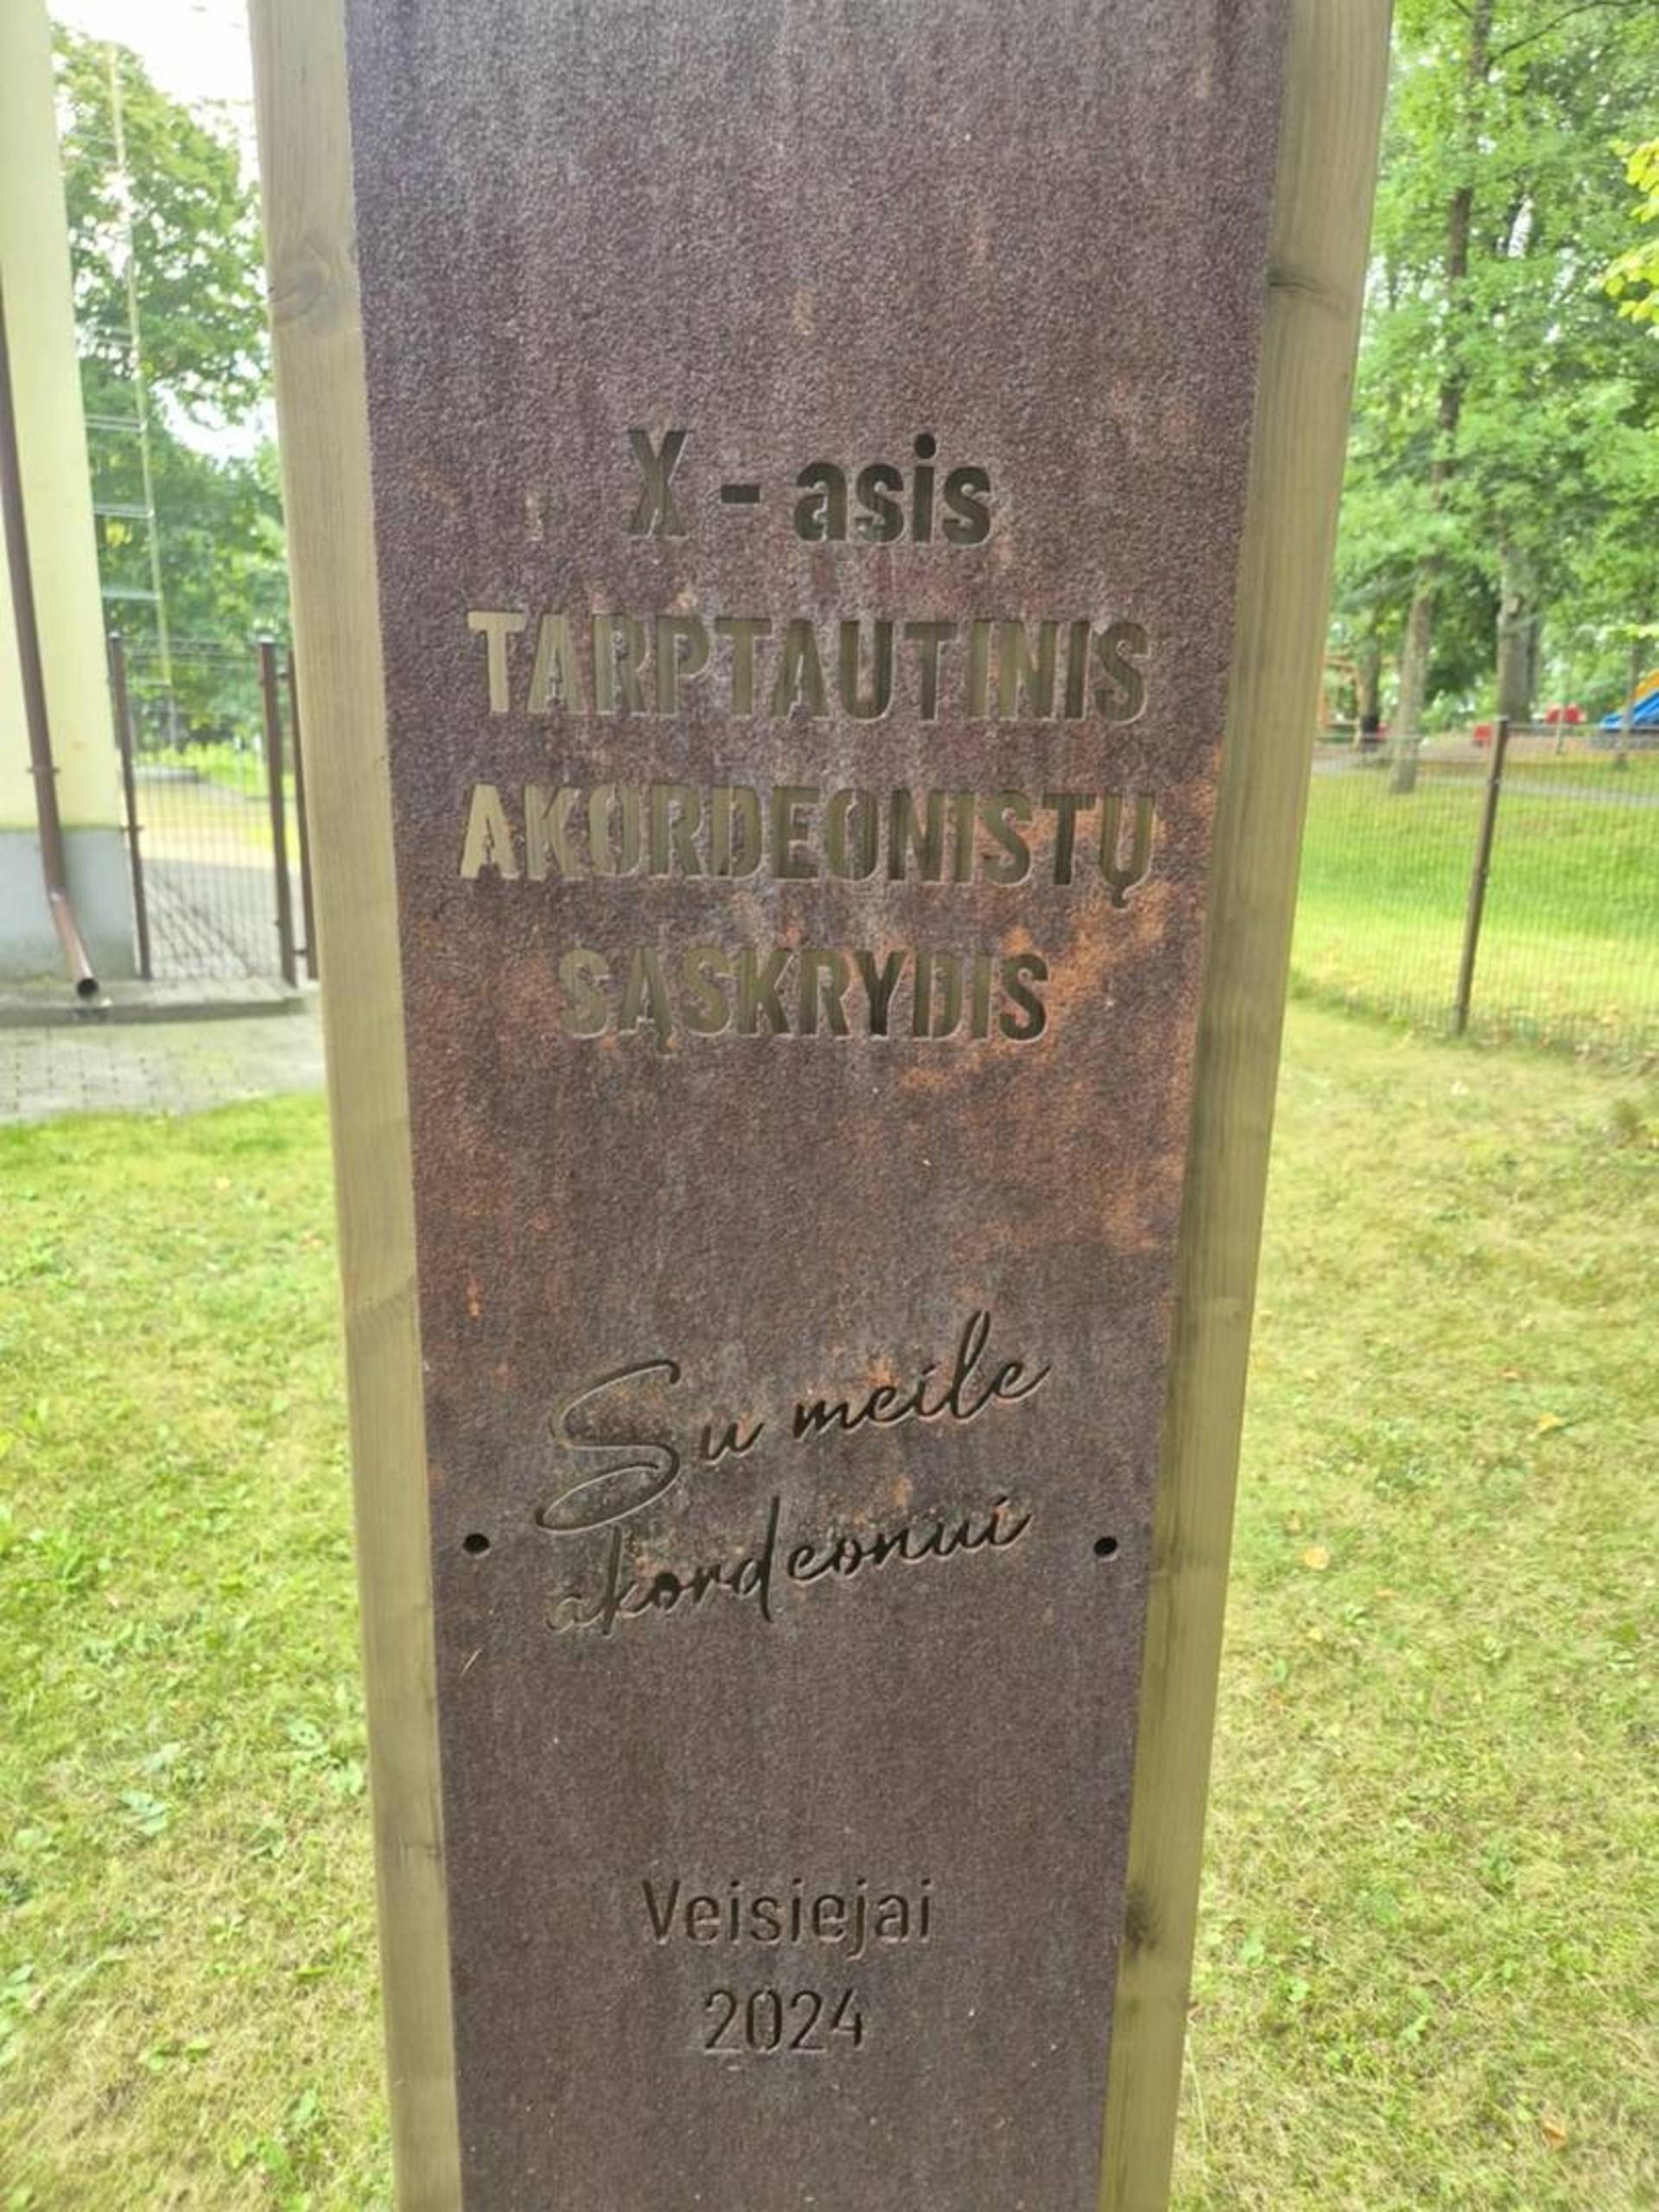 X - asis
TARPTAUTINIS
AKORDEONISTŲ
SĄSKRYDIS
Su meile
akordeonui
Veisiejai
2024